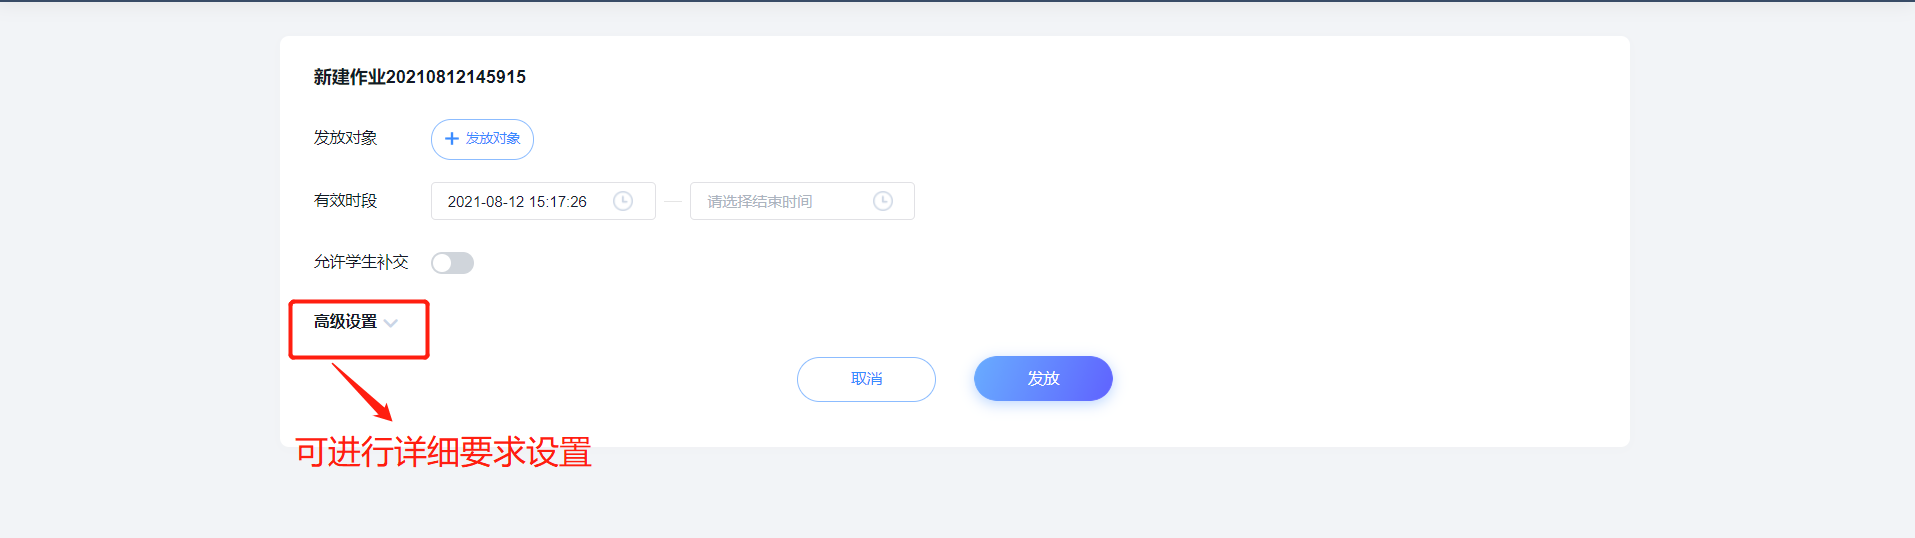 新建作业20210812145915
发放对象
+ 发放对象
有效时段
2021-08-12 15:17:26
请选择结束时间
允许学生补交
高级设置
取消
发放
可进行详细要求设置